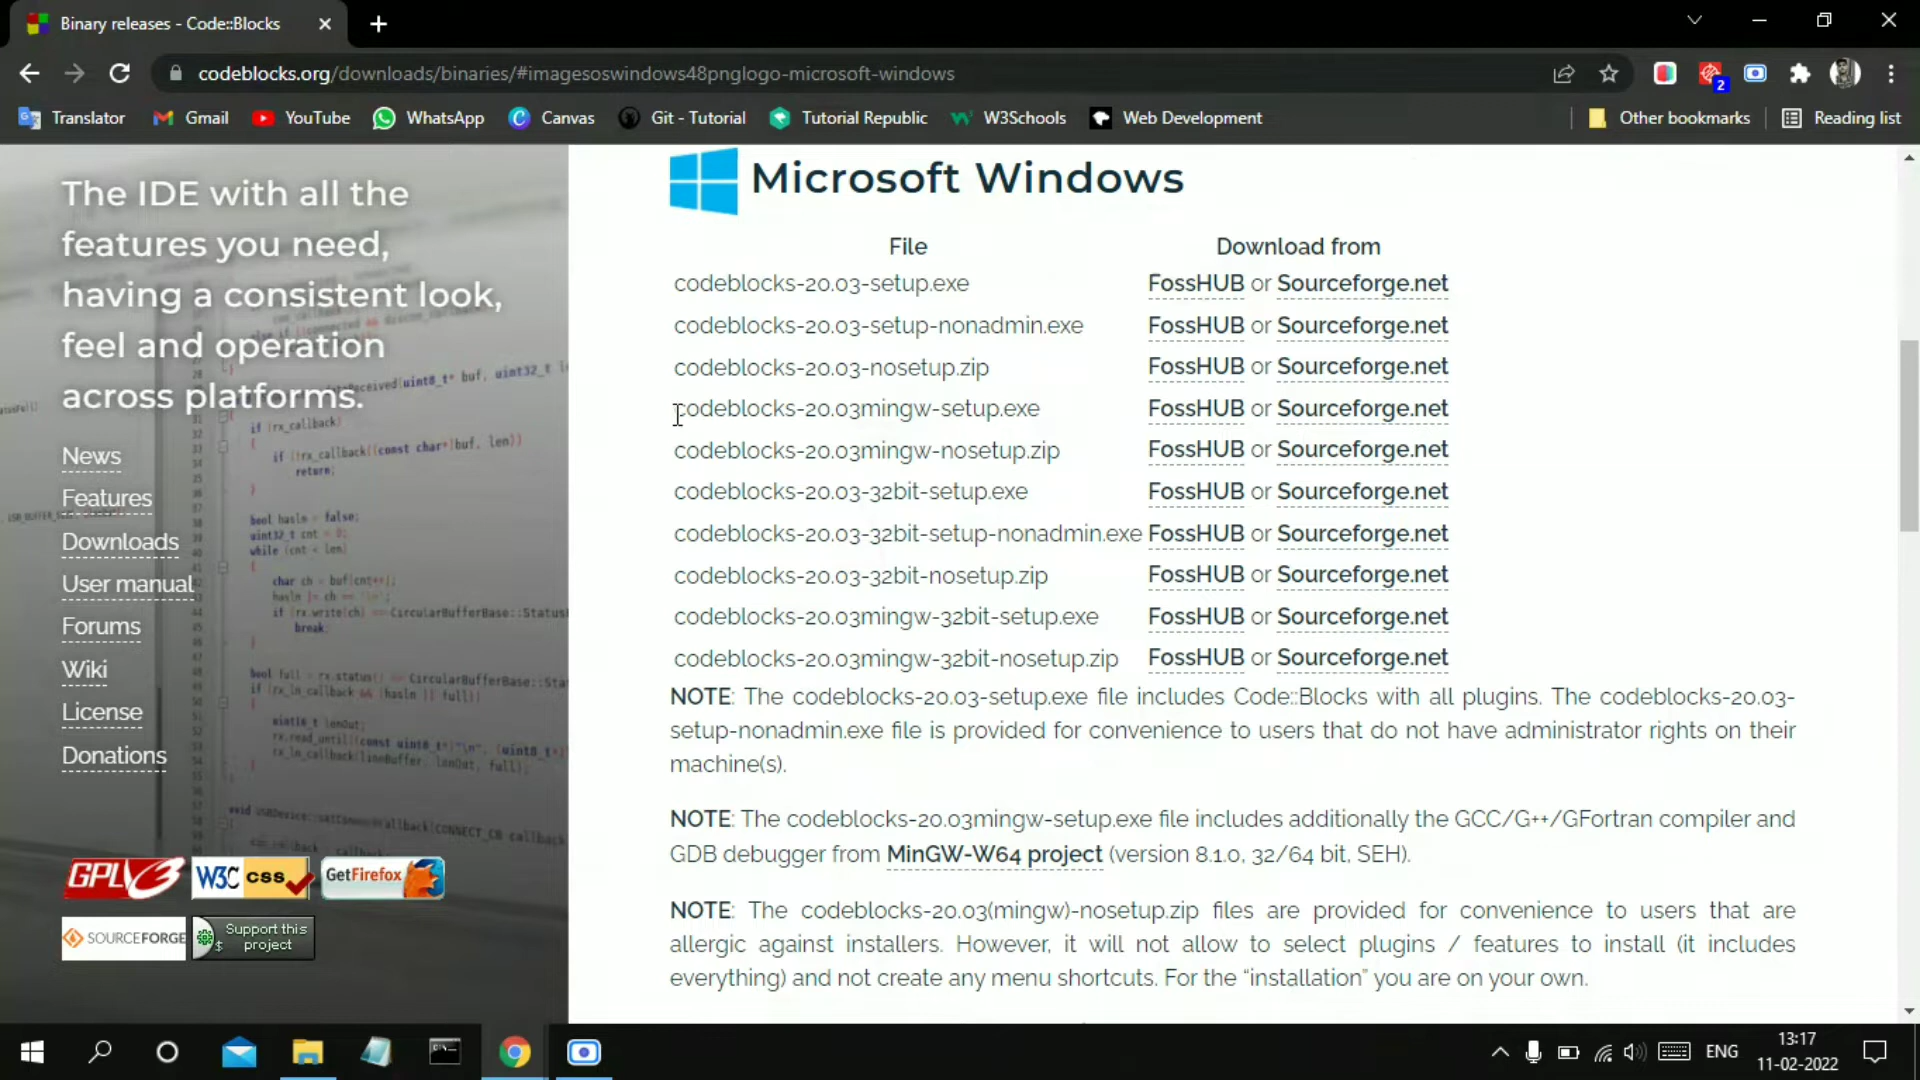 Binary releases - Code::Blocks
codeblocks.org/downloads/binaries/#imagesoswindows48pnglogo-microsoft-windows
2
Translator Gmail YouTube WhatsApp Canvas Git - Tutorial Tutorial Republic W3Schools Web Development Other bookmarks Reading list
The IDE with all the
features you need,
having a consistent look,
feel and operation
across platforms.
News
Features
Downloads
User manual
Forums
Wiki
License
Donations
GPLv3 W3C css GetFirefox
SOURCEFORGE Support this
project
Microsoft Windows
File Download from
codeblocks-20.03-setup.exe FossHUB or Sourceforge.net
codeblocks-20.03-setup-nonadmin.exe FossHUB or Sourceforge.net
codeblocks-20.03-nosetup.zip FossHUB or Sourceforge.net
codeblocks-20.03mingw-setup.exe FossHUB or Sourceforge.net
codeblocks-20.03mingw-nosetup.zip FossHUB or Sourceforge.net
codeblocks-20.03-32bit-setup.exe FossHUB or Sourceforge.net
codeblocks-20.03-32bit-setup-nonadmin.exe FossHUB or Sourceforge.net
codeblocks-20.03-32bit-nosetup.zip FossHUB or Sourceforge.net
codeblocks-20.03mingw-32bit-setup.exe FossHUB or Sourceforge.net
codeblocks-20.03mingw-32bit-nosetup.zip FossHUB or Sourceforge.net
NOTE: The codeblocks-20.03-setup.exe file includes Code::Blocks with all plugins. The codeblocks-20.03-
setup-nonadmin.exe file is provided for convenience to users that do not have administrator rights on their
machine(s).
NOTE: The codeblocks-20.03mingw-setup.exe file includes additionally the GCC/G++/GFortran compiler and
GDB debugger from MinGW-W64 project (version 8.1.0, 32/64 bit, SEH).
NOTE: The codeblocks-20.03(mingw)-nosetup.zip files are provided for convenience to users that are
allergic against installers. However, it will not allow to select plugins / features to install (it includes
everything) and not create any menu shortcuts. For the “installation” you are on your own.
ENG
13:17
11-02-2022